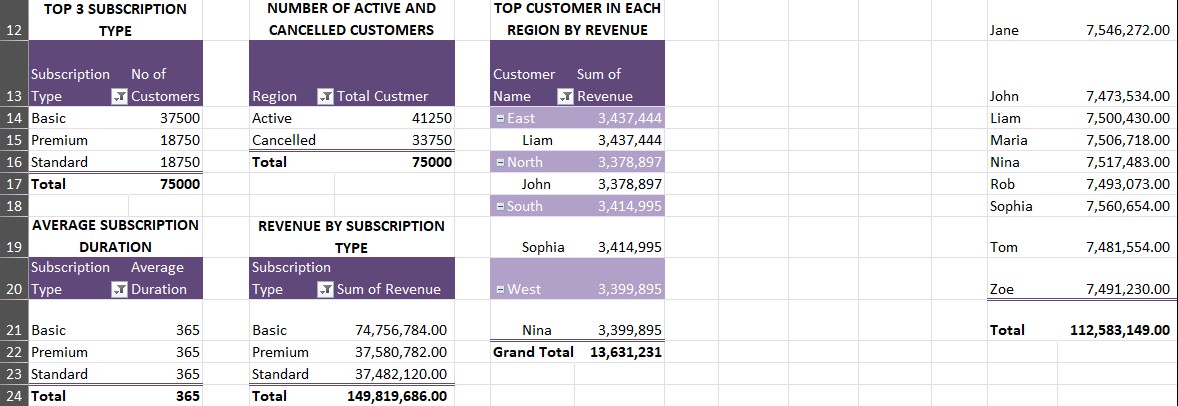 TOP 3 SUBSCRIPTION NUMBER OF ACTIVE AND TOP CUSTOMER IN EACH
12 TYPE CANCELLED CUSTOMERS REGION BY REVENUE Jane 7,546,272.00
Subscription No of Customer Sum of
13 Type Customers Region Total Custmer Name Revenue John 7,473,534.00
14 Basic 37500 Active 41250 East 3,437,444 Liam 7,500,430.00
15 Premium 18750 Cancelled 33750 Liam 3,437,444 Maria 7,506,718.00
16 Standard 18750 Total 75000 North 3,378,897 Nina 7,517,483.00
17 Total 75000 John 3,378,897 Rob 7,493,073.00
18 South 3,414,995 Sophia 7,560,654.00
AVERAGE SUBSCRIPTION REVENUE BY SUBSCRIPTION
19 DURATION TYPE Sophia 3,414,995 Tom 7,481,554.00
Subscription Average Subscription
20 Type Duration Type Sum of Revenue West 3,399,895 Zoe 7,491,230.00
21 Basic 365 Basic 74,756,784.00 Nina 3,399,895 Total 112,583,149.00
22 Premium 365 Premium 37,580,782.00 Grand Total 13,631,231
23 Standard 365 Standard 37,482,120.00
24 Total 365 Total 149,819,686.00